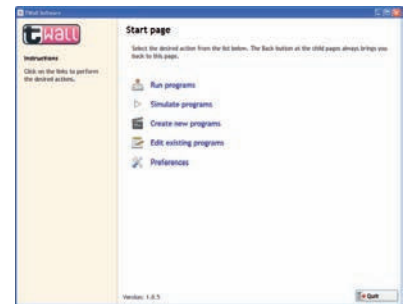 TWall Software
twall
Instructions
Click on the links to perform
the desired actions.
Start page
Select the desired action from the list below. The Back button at the child pages always brings you
back to this page.
Run programs
Simulate programs
Create new programs
Edit existing programs
Preferences
Version: 1.0.5
Quit